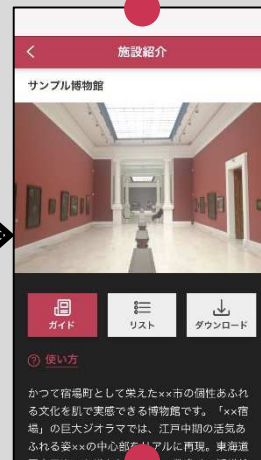 施設紹介
サンプル博物館
ガイド
リスト
ダウンロード
使い方
かつて宿場町として栄えた××市の個性あふれ
る文化を肌で実感できる博物館です。「××宿
場」の巨大ジオラマでは、江戸中期の活気あ
ふれる姿××の中心部をリアルに再現。東海道